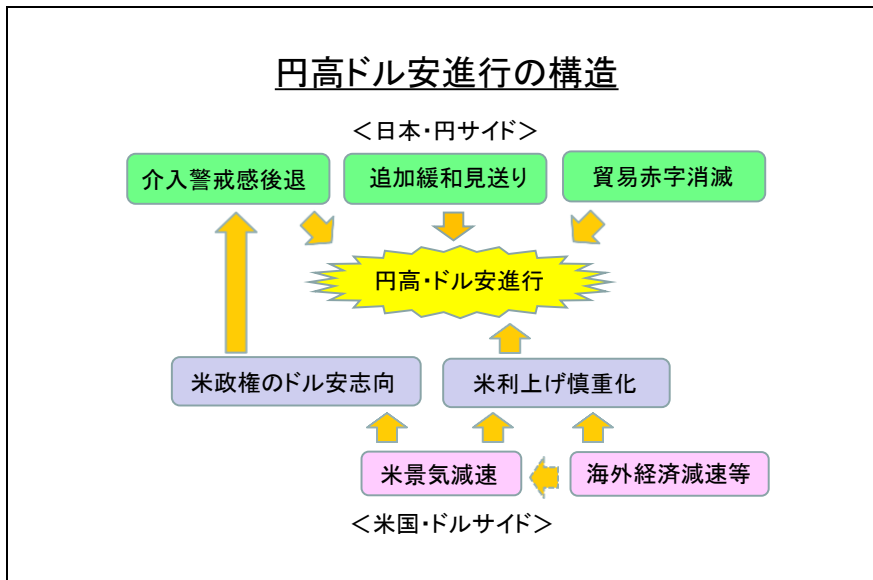 円高ドル安進行の構造
＜日本・円サイド＞
介入警戒感後退
追加緩和見送り
貿易赤字消滅
円高・ドル安進行
米政権のドル安志向
米利上げ慎重化
米景気減速
海外経済減速等
＜米国・ドルサイド＞